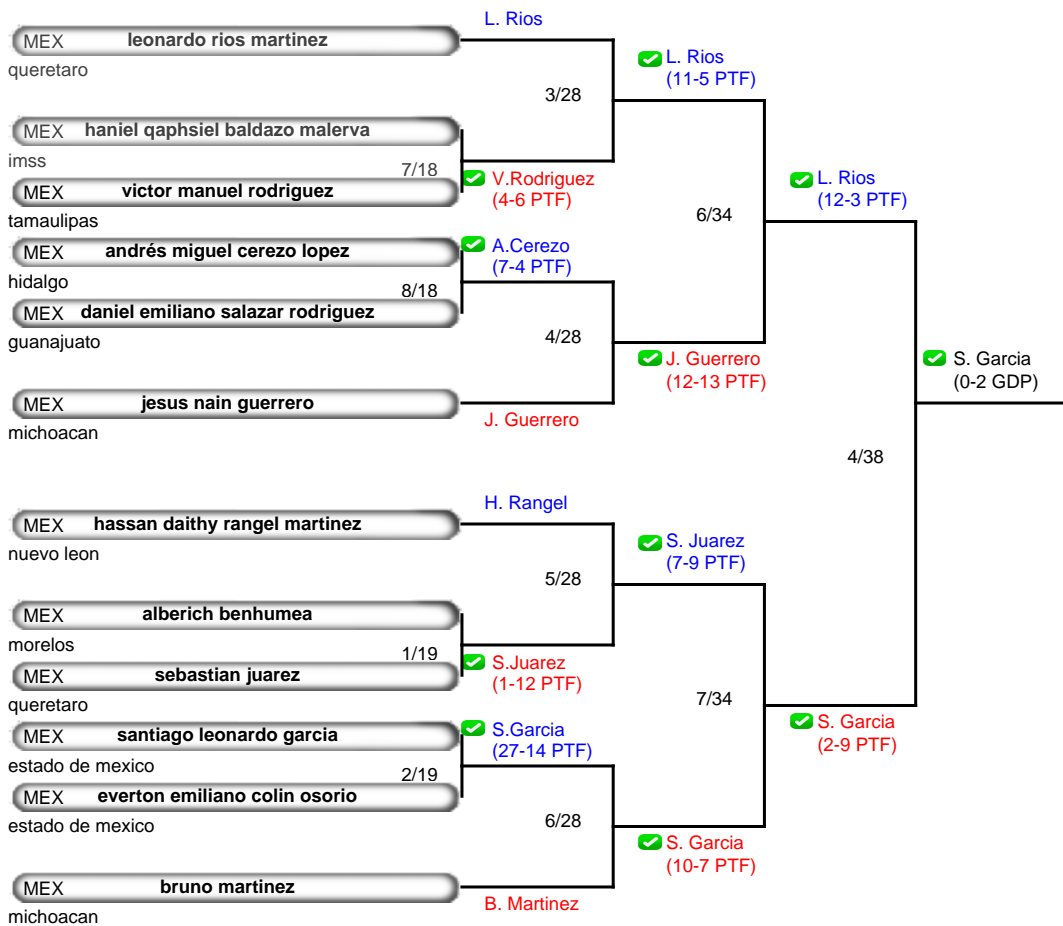 L. Rios
MEX leonardo rios martinez
queretaro
L. Rios
(11-5 PTF)
3/28
MEX haniel qaphsiel baldazo malerva
imss
7/18
V.Rodriguez
(4-6 PTF)
MEX victor manuel rodriguez
tamaulipas
L. Rios
(12-3 PTF)
6/34
MEX andrés miguel cerezo lopez
hidalgo
A.Cerezo
(7-4 PTF)
8/18
MEX daniel emiliano salazar rodriguez
guanajuato
4/28
J. Guerrero
(12-13 PTF)
S. Garcia
(0-2 GDP)
MEX jesus nain guerrero
michoacan
J. Guerrero
4/38
H. Rangel
MEX hassan daithy rangel martinez
nuevo leon
S. Juarez
(7-9 PTF)
5/28
MEX alberich benhumea
morelos
1/19
S.Juarez
(1-12 PTF)
MEX sebastian juarez
queretaro
7/34
S. Garcia
(2-9 PTF)
MEX santiago leonardo garcia
estado de mexico
S.Garcia
(27-14 PTF)
2/19
MEX everton emiliano colin osorio
estado de mexico
6/28
S. Garcia
(10-7 PTF)
MEX bruno martinez
michoacan
B. Martinez